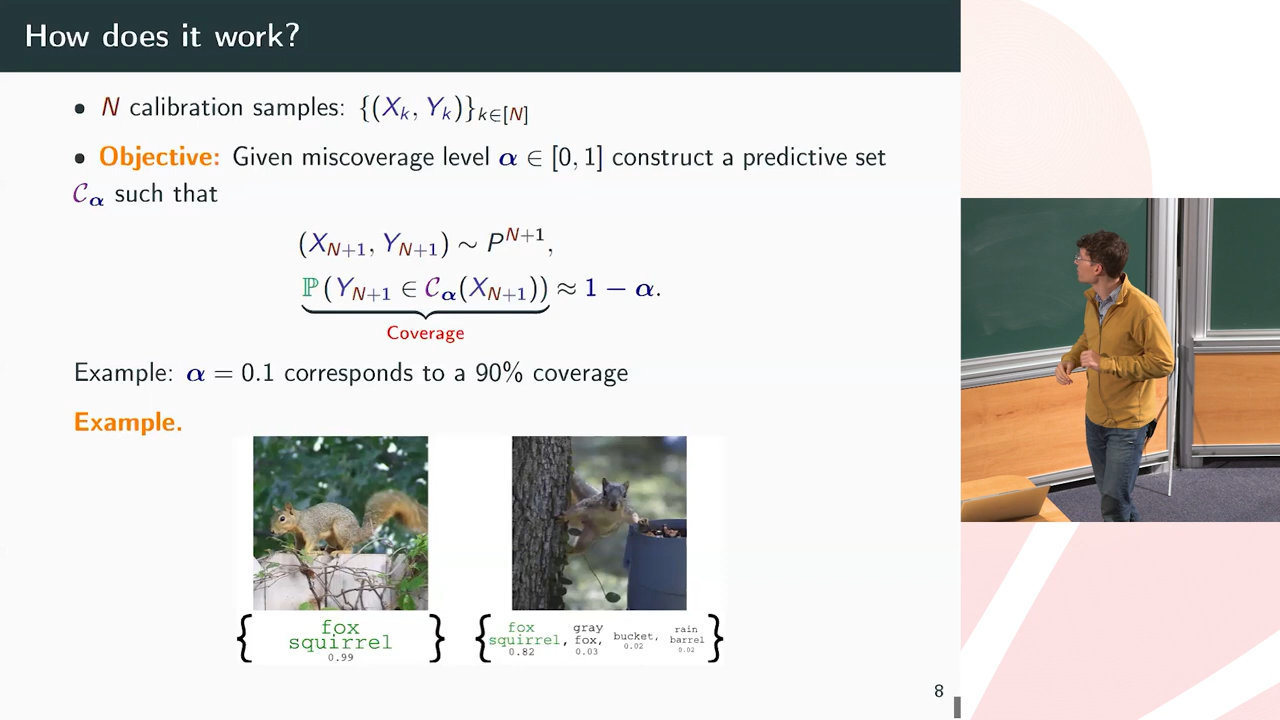 How does it work?
• N calibration samples: {(X_k, Y_k)}_{k∈[N]}
• Objective: Given miscoverage level α ∈ [0, 1] construct a predictive set
C_α such that
(X_{N+1}, Y_{N+1}) ∼ P^{N+1},
ℙ(Y_{N+1} ∈ C_α(X_{N+1})) ≈ 1 − α.
Coverage
Example: α = 0.1 corresponds to a 90% coverage
Example.
{ fox squirrel 0.99 }
{ fox squirrel, 0.82 gray fox, 0.03 bucket, 0.02 rain barrel 0.02 }
8